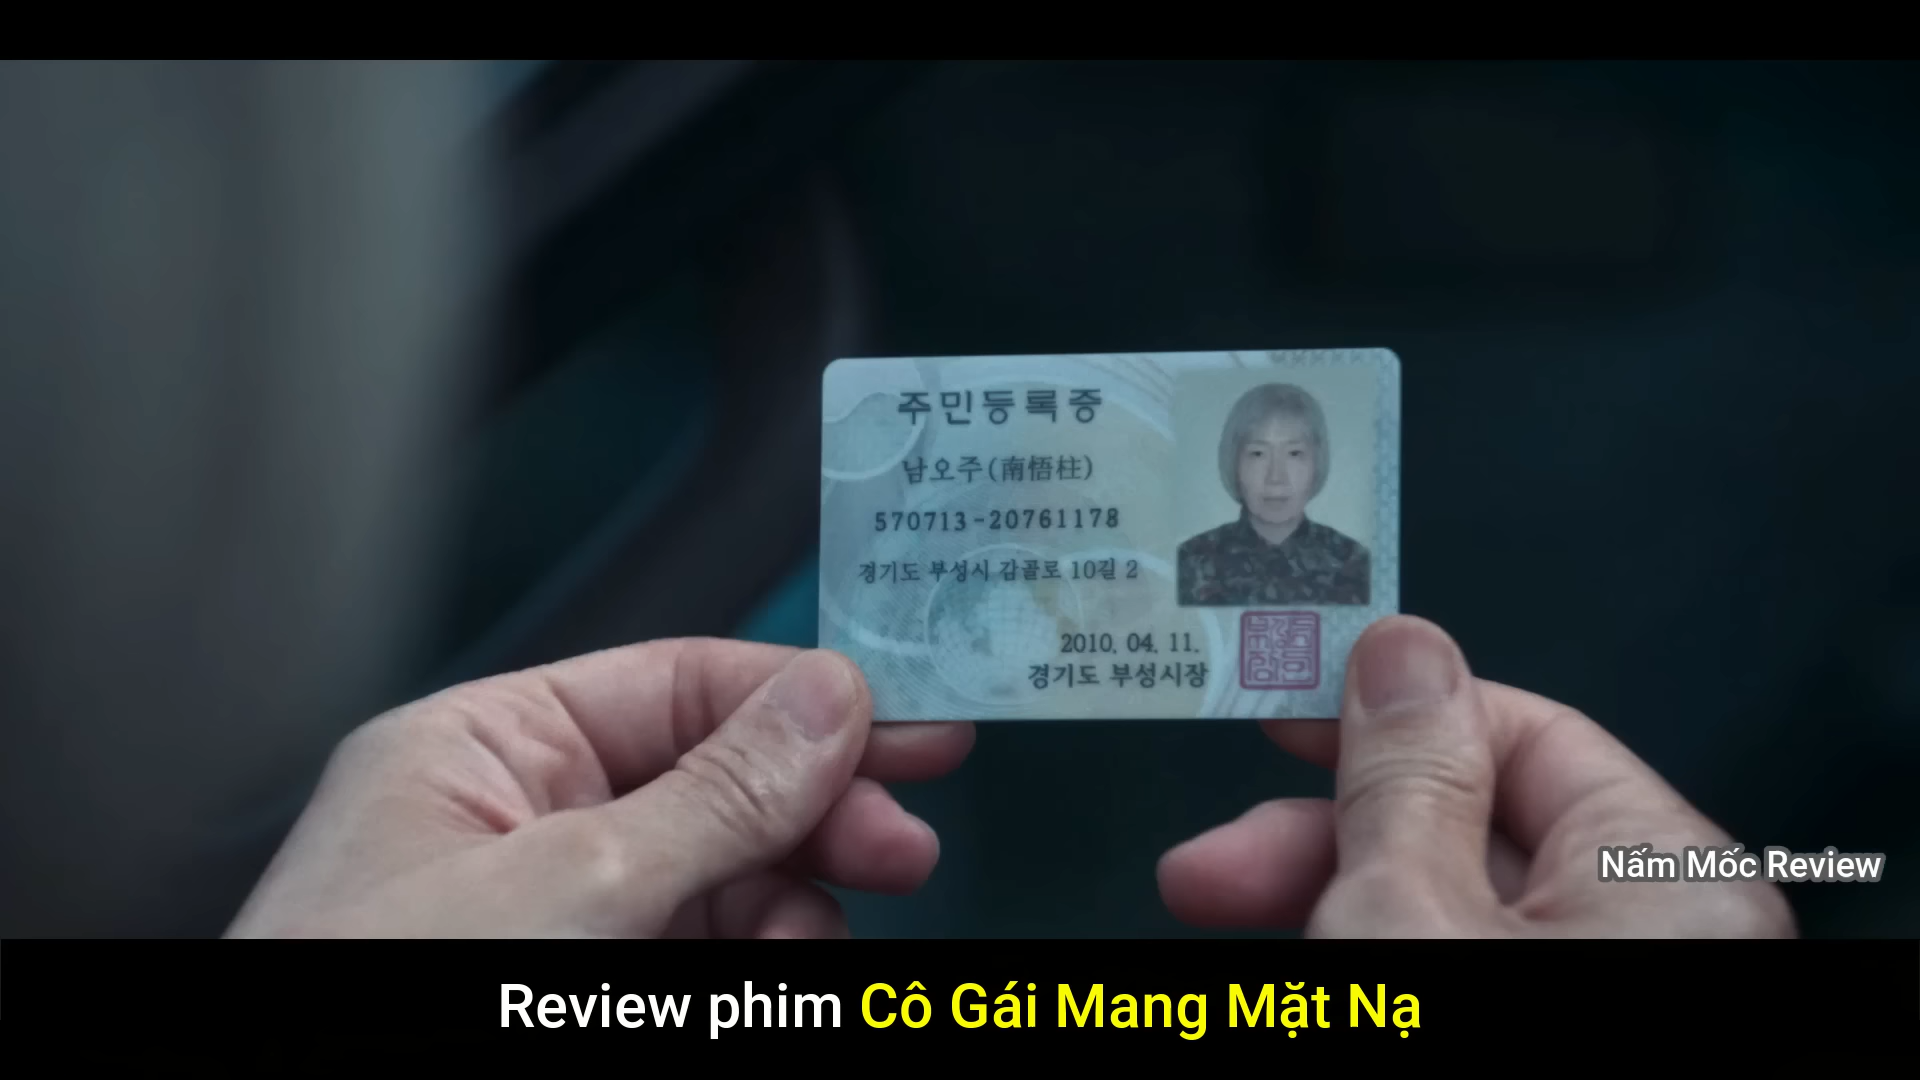 주민등록증
남오주(南悟柱)
570713-20761178
경기도 부성시 감골로 10길 2
2010. 04. 11.
경기도 부성시장
Nấm Mốc Review
Review phim Cô Gái Mang Mặt Nạ